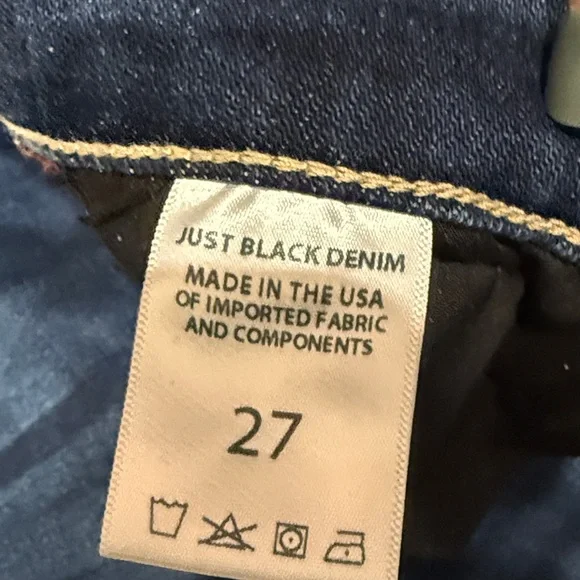 JUST BLACK DENIM
MADE IN THE USA
OF IMPORTED FABRIC
AND COMPONENTS
27